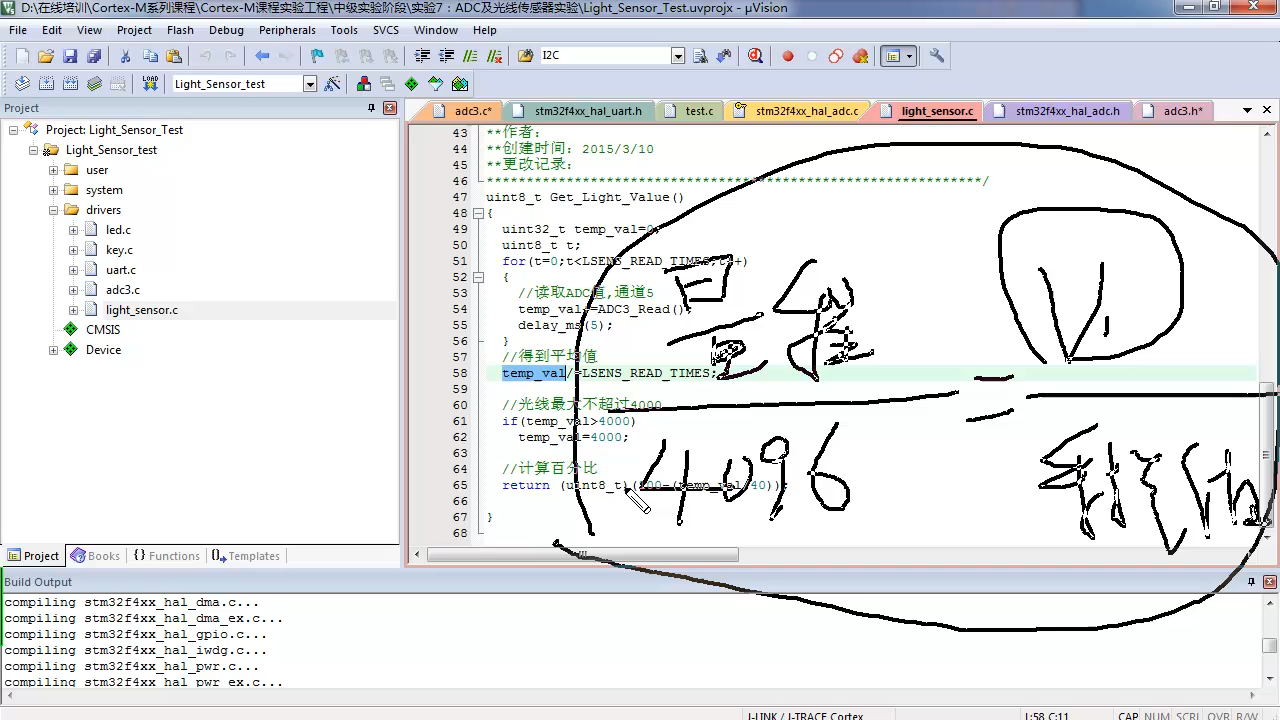 D:\在线培训\Cortex-M系列课程\Cortex-M课程实验工程\中级实验阶段\实验7：ADC及光线传感器实验\Light_Sensor_Test.uvprojx - µVision
File Edit View Project Flash Debug Peripherals Tools SVCS Window Help
I2C
LOAD Light_Sensor_test
Project
adc3.c* stm32f4xx_hal_uart.h test.c stm32f4xx_hal_adc.c light_sensor.c stm32f4xx_hal_adc.h adc3.h*
Project: Light_Sensor_Test
Light_Sensor_test
user
system
drivers
led.c
key.c
uart.c
adc3.c
light_sensor.c
CMSIS
Device
43 **作者:
44 **创建时间: 2015/3/10
45 **更改记录:
46 **************************************************************/
47 uint8_t Get_Light_Value()
48 {
49 uint32_t temp_val=0;
50 uint8_t t;
51 for(t=0;t<LSENS_READ_TIMES;t++)
52 {
53 //读取ADC值,通道5
54 temp_val+=ADC3_Read();
55 delay_ms(5);
56 }
57 //得到平均值
58 temp_val/=LSENS_READ_TIMES;
59
60 //光线最大不超过4000
61 if(temp_val>4000)
62 temp_val=4000;
63
64 //计算百分比
65 return (uint8_t)(100-(temp_val/40));
66
67 }
68
V
=
4096
Project Books Functions Templates
Build Output
compiling stm32f4xx_hal_dma.c...
compiling stm32f4xx_hal_dma_ex.c...
compiling stm32f4xx_hal_gpio.c...
compiling stm32f4xx_hal_iwdg.c...
compiling stm32f4xx_hal_pwr.c...
compiling stm32f4xx_hal_pwr_ex.c...
J-LINK / J-TRACE Cortex L:58 C:11 CAP NUM SCRL OVR R/W